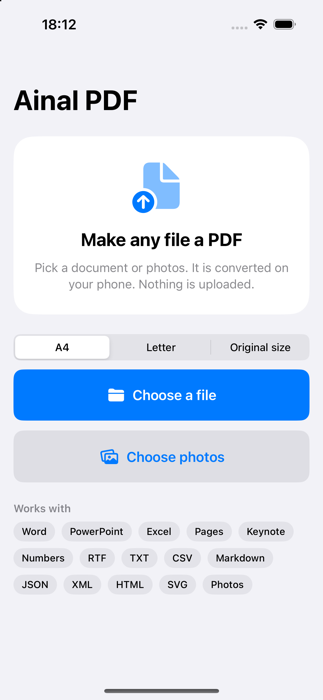 18:12
Ainal PDF
Make any file a PDF
Pick a document or photos. It is converted on
your phone. Nothing is uploaded.
A4 Letter Original size
Choose a file
Choose photos
Works with
Word PowerPoint Excel Pages Keynote
Numbers RTF TXT CSV Markdown
JSON XML HTML SVG Photos